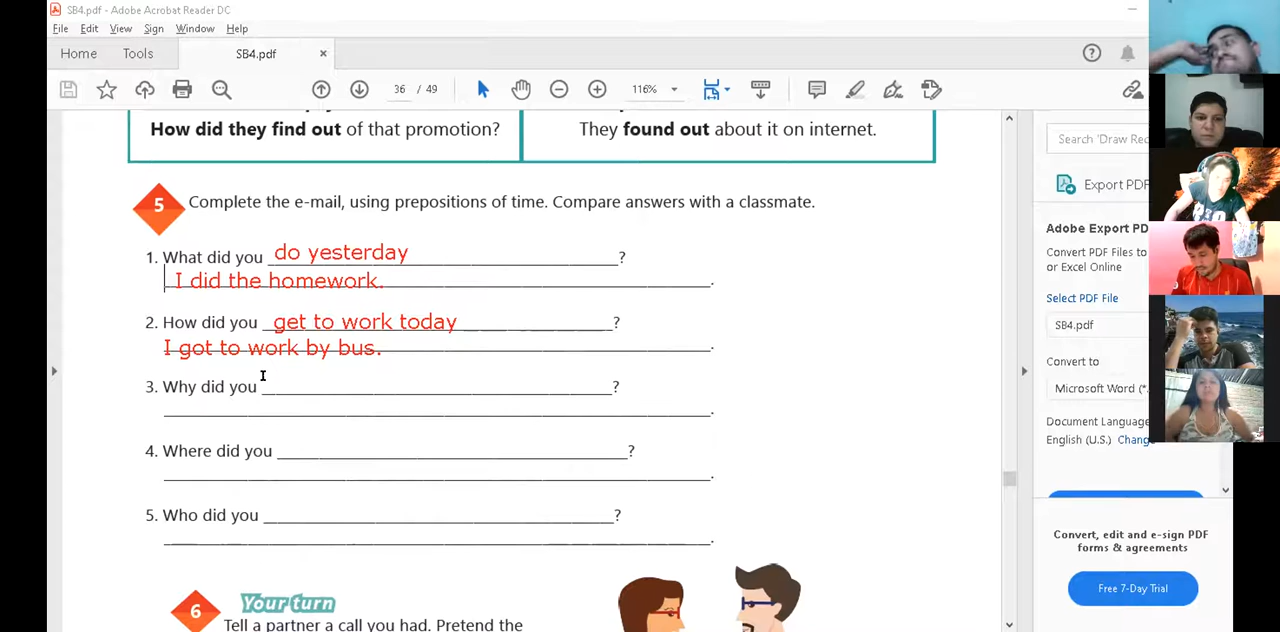 SB4.pdf - Adobe Acrobat Reader DC
File Edit View Sign Window Help
Home Tools SB4.pdf ×
36 / 49 116%
How did they find out of that promotion?
They found out about it on internet.
5 Complete the e-mail, using prepositions of time. Compare answers with a classmate.
1. What did you do yesterday ?
I did the homework. .
2. How did you get to work today ?
I got to work by bus. .
3. Why did you ?
.
4. Where did you ?
.
5. Who did you ?
.
6 Your turn
Tell a partner a call you had. Pretend the
Search 'Draw Rec
Export PDF
Adobe Export PD
Convert PDF Files to
or Excel Online
Select PDF File
SB4.pdf
Convert to
Microsoft Word (*.
Document Language
English (U.S.) Change
Convert, edit and e-sign PDF
forms & agreements
Free 7-Day Trial